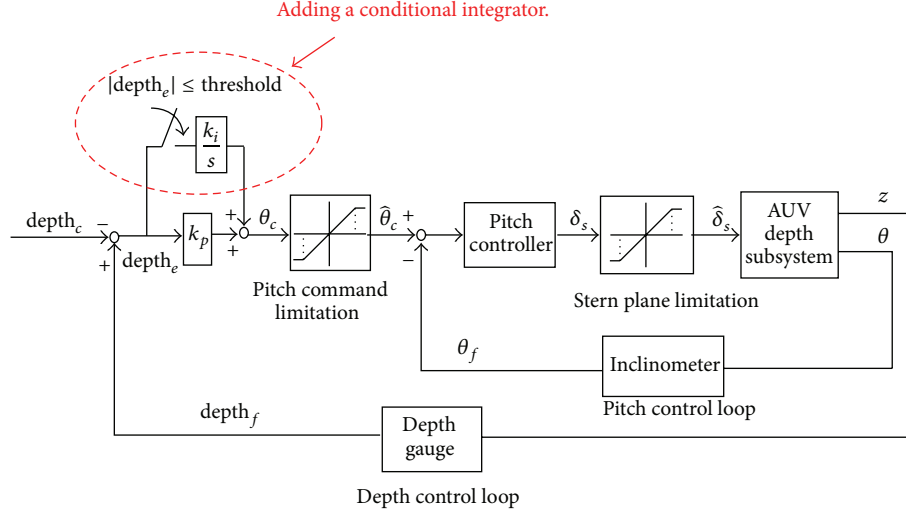 Adding a conditional integrator.
|depth_e| ≤ threshold
k_i
s
depth_c
−
+
depth_e
k_p
+
+
θ_c
Pitch command
limitation
θ̂_c
+
−
Pitch
controller
δ_s
Stern plane limitation
δ̂_s
AUV
depth
subsystem
z
θ
θ_f
Inclinometer
Pitch control loop
depth_f
Depth
gauge
Depth control loop